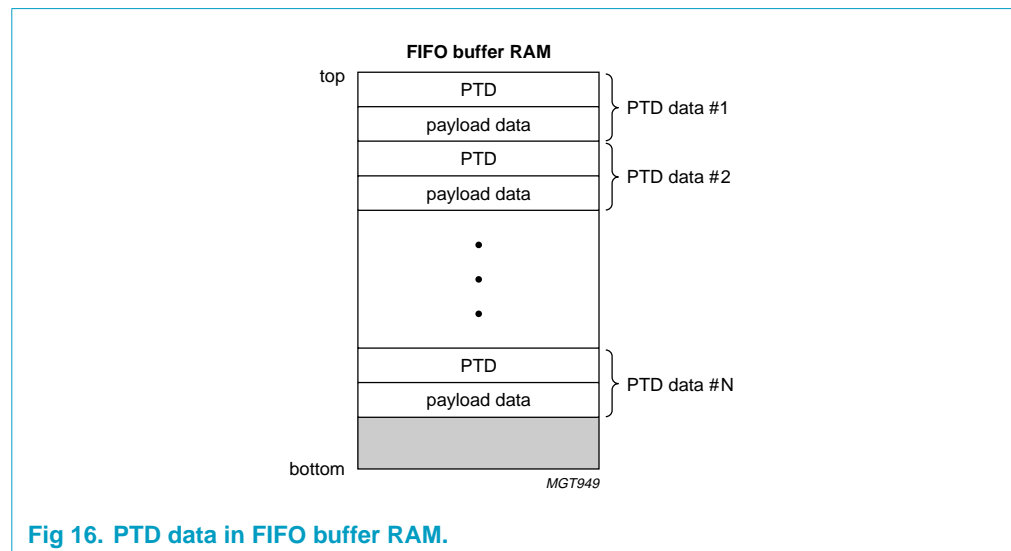 FIFO buffer RAM
top
PTD
payload data
PTD data #1
PTD
payload data
PTD data #2
PTD
payload data
PTD data #N
bottom
MGT949
Fig 16. PTD data in FIFO buffer RAM.